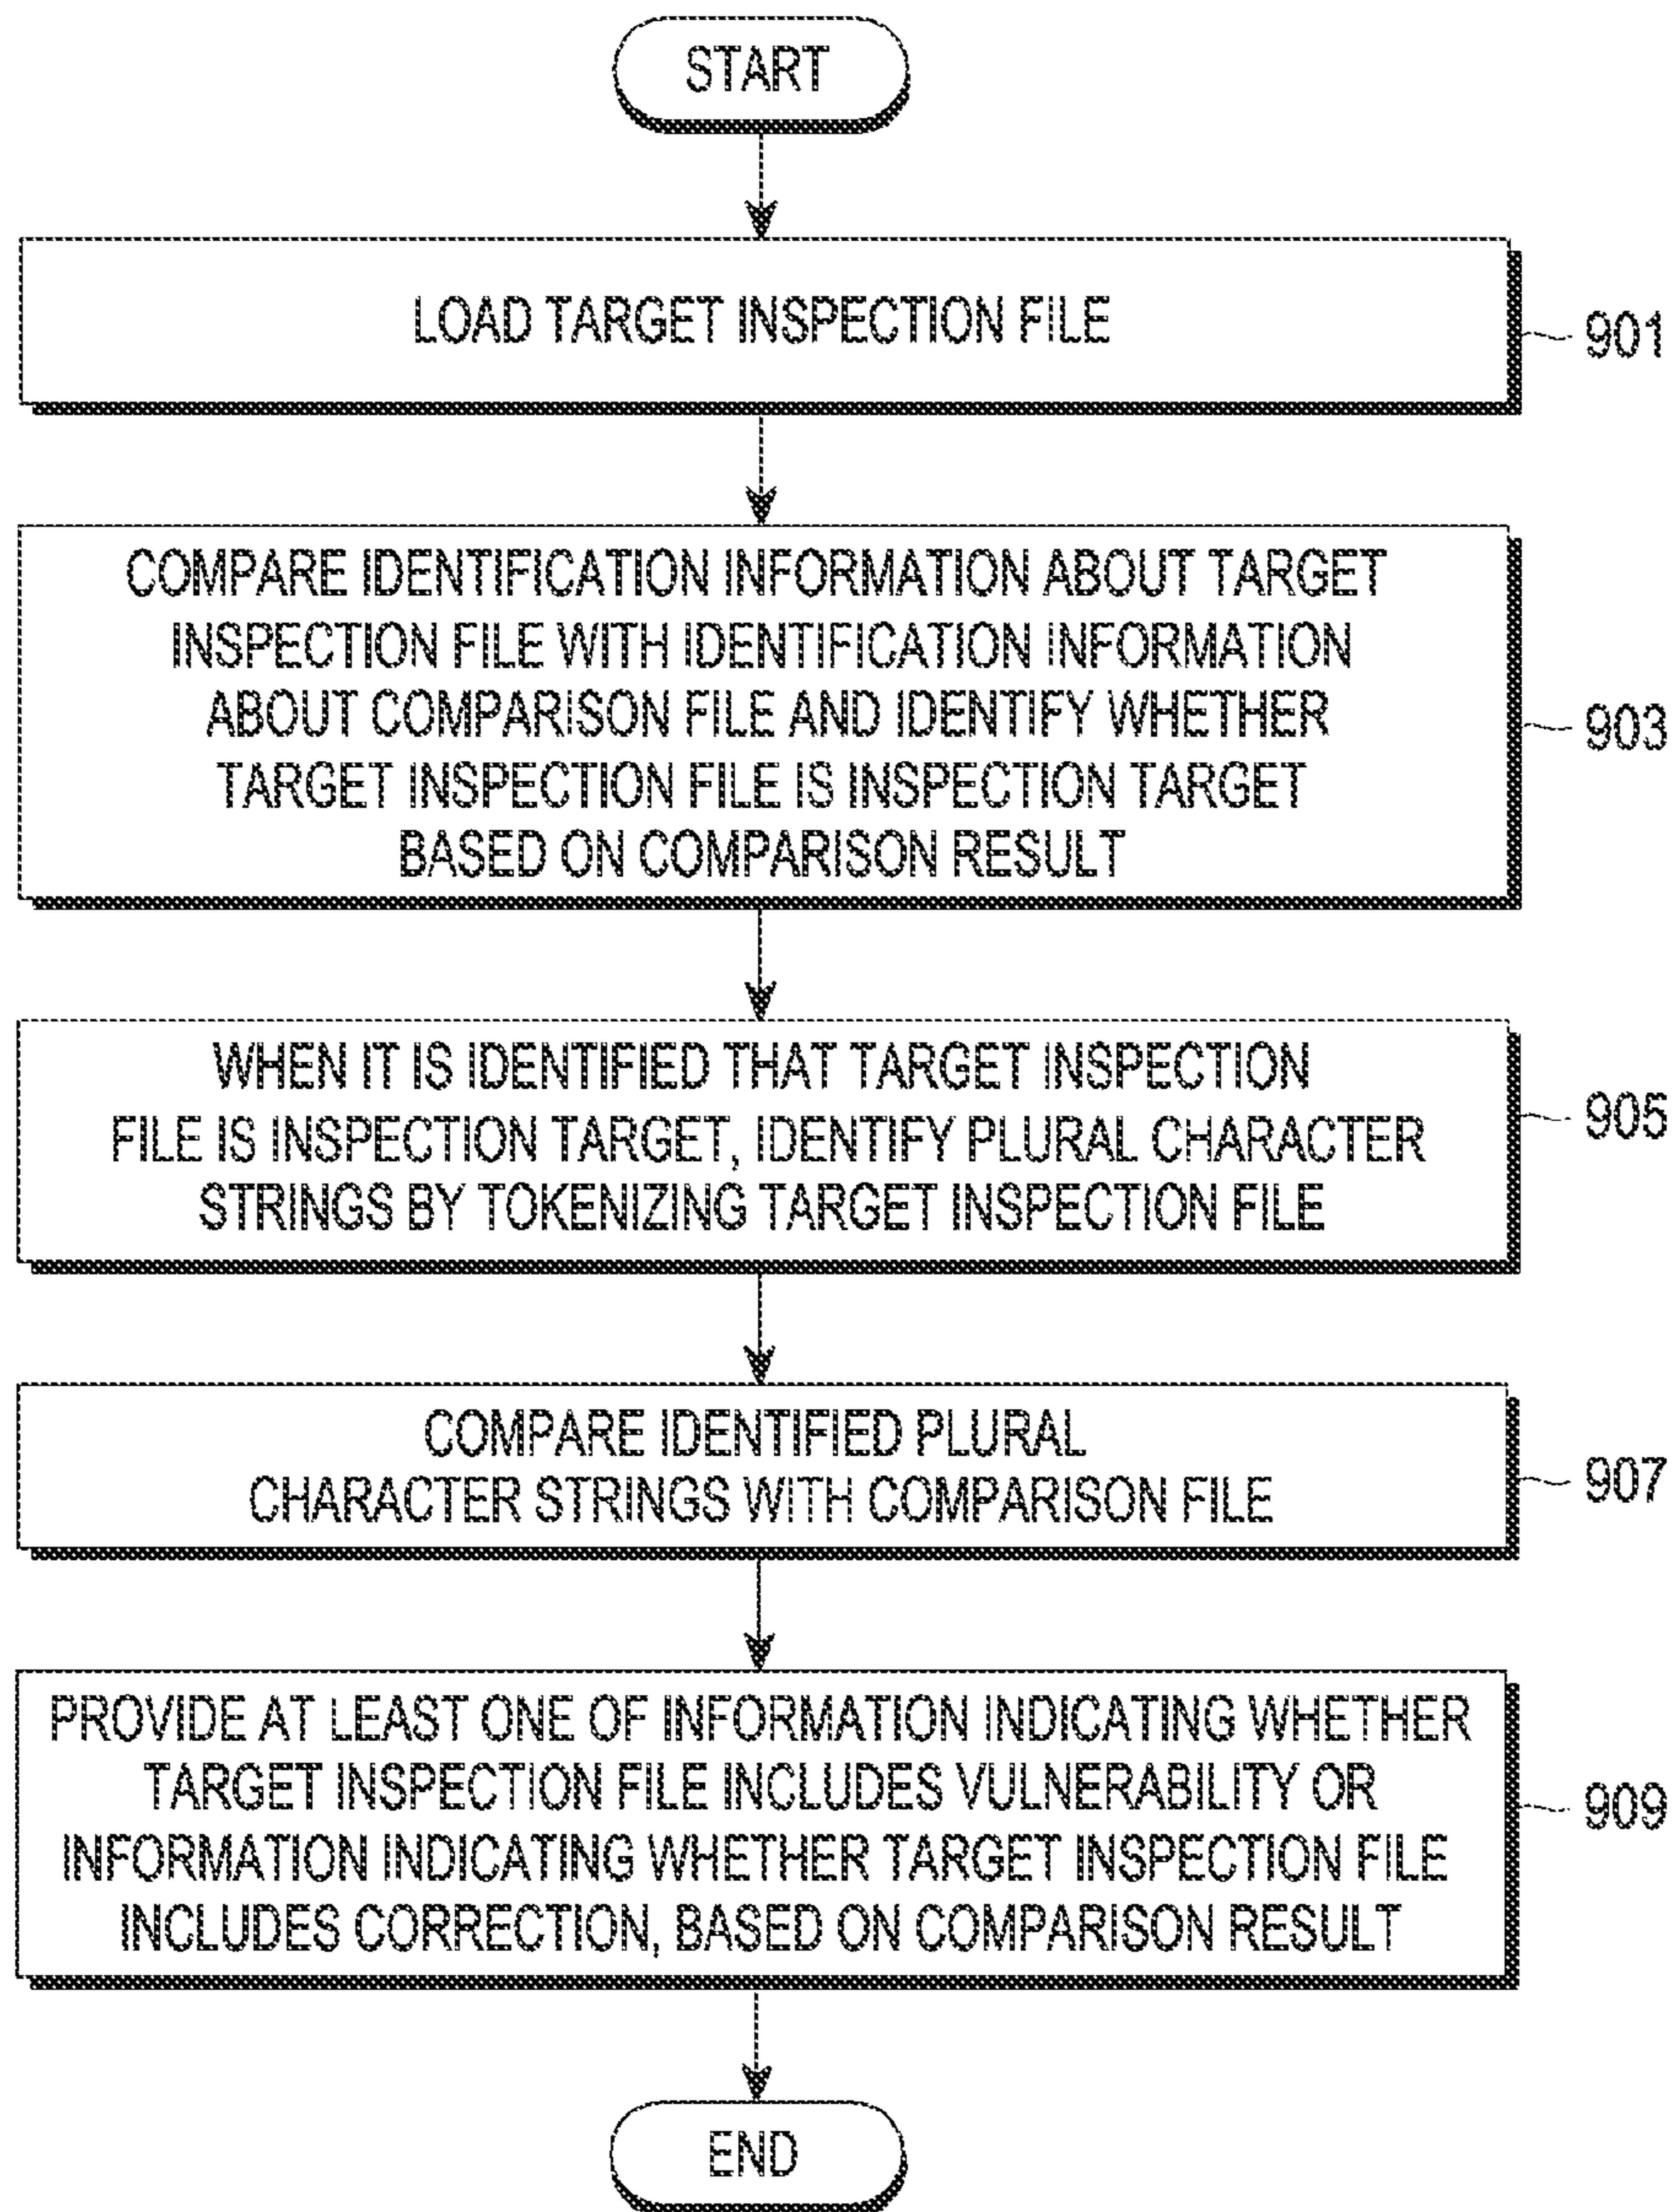 START
LOAD TARGET INSPECTION FILE
901
COMPARE IDENTIFICATION INFORMATION ABOUT TARGET
INSPECTION FILE WITH IDENTIFICATION INFORMATION
ABOUT COMPARISON FILE AND IDENTIFY WHETHER
TARGET INSPECTION FILE IS INSPECTION TARGET
BASED ON COMPARISON RESULT
903
WHEN IT IS IDENTIFIED THAT TARGET INSPECTION
FILE IS INSPECTION TARGET, IDENTIFY PLURAL CHARACTER
STRINGS BY TOKENIZING TARGET INSPECTION FILE
905
COMPARE IDENTIFIED PLURAL
CHARACTER STRINGS WITH COMPARISON FILE
907
PROVIDE AT LEAST ONE OF INFORMATION INDICATING WHETHER
TARGET INSPECTION FILE INCLUDES VULNERABILITY OR
INFORMATION INDICATING WHETHER TARGET INSPECTION FILE
INCLUDES CORRECTION, BASED ON COMPARISON RESULT
909
END